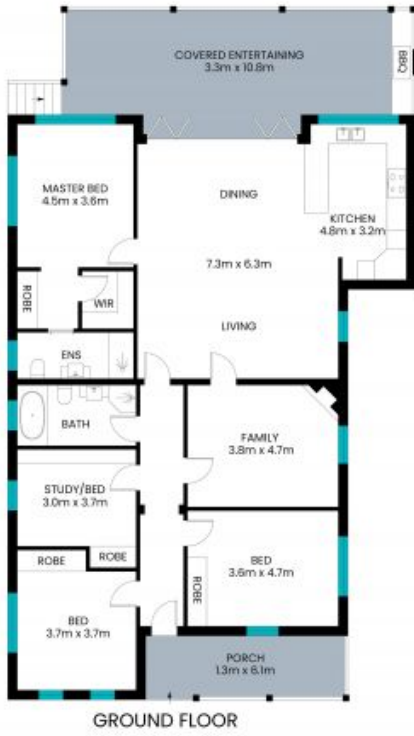 COVERED ENTERTAINING
3.3m x 10.8m
BBQ
MASTER BED
4.5m x 3.6m
DINING
KITCHEN
4.8m x 3.2m
7.3m x 6.3m
ROBE
WIR
LIVING
ENS
BATH
FAMILY
3.8m x 4.7m
STUDY/BED
3.0m x 3.7m
ROBE
ROBE
BED
3.6m x 4.7m
ROBE
BED
3.7m x 3.7m
PORCH
1.3m x 6.1m
GROUND FLOOR